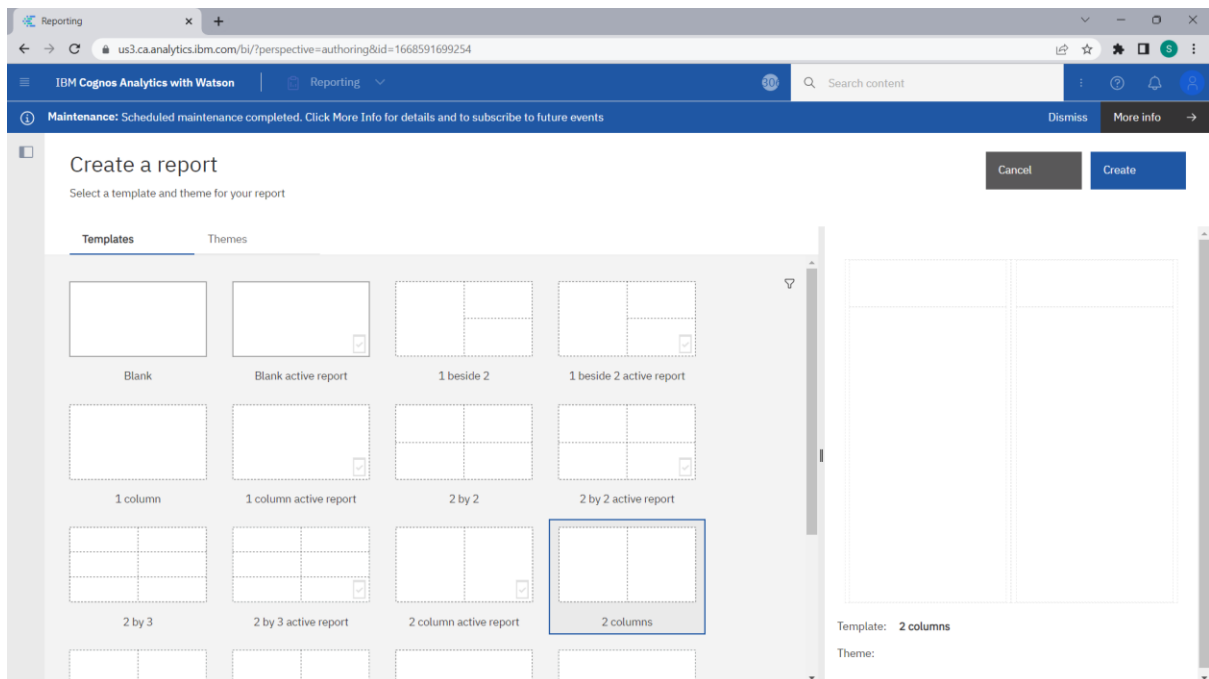 Reporting
us3.ca.analytics.ibm.com/bi/?perspective=authoring&id=1668591699254
S
IBM Cognos Analytics with Watson
Reporting
Search content
Maintenance: Scheduled maintenance completed. Click More Info for details and to subscribe to future events
Dismiss
More info
Create a report
Cancel
Create
Select a template and theme for your report
Templates
Themes
Blank
Blank active report
1 beside 2
1 beside 2 active report
1 column
1 column active report
2 by 2
2 by 2 active report
2 by 3
2 by 3 active report
2 column active report
2 columns
Template: 2 columns
Theme: